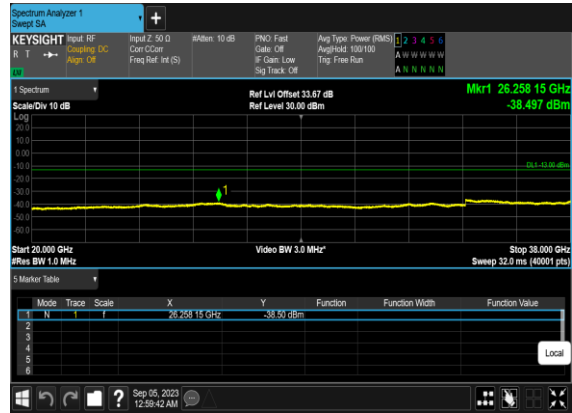 Spectrum Analyzer 1
Swept SA
KEYSIGHT Input: RF Input Z: 50 Ω #Atten: 10 dB PNO: Fast Avg Type: Power (RMS) 1 2 3 4 5 6
R T Coupling: DC Corr CCorr Gate: Off Avg|Hold: 100/100 A W W W W W
Align: Off Freq Ref: Int (S) IF Gain: Low Trig: Free Run
Sig Track: Off A N N N N N
1 Spectrum Ref Lvl Offset 33.67 dB Mkr1 26.258 15 GHz
Scale/Div 10 dB Ref Level 30.00 dBm -38.497 dBm
Log
20.0
10.0
0.00
-10.0 DL1 -13.00 dBm
-20.0
-30.0 1
-40.0
-50.0
-60.0
Start 20.000 GHz Video BW 3.0 MHz* Stop 38.000 GHz
#Res BW 1.0 MHz Sweep 32.0 ms (40001 pts)
5 Marker Table
Mode Trace Scale X Y Function Function Width Function Value
1 N 1 f 26.258 15 GHz -38.50 dBm
2
3
4
5
6
Local
? Sep 05, 2023
12:59:42 AM